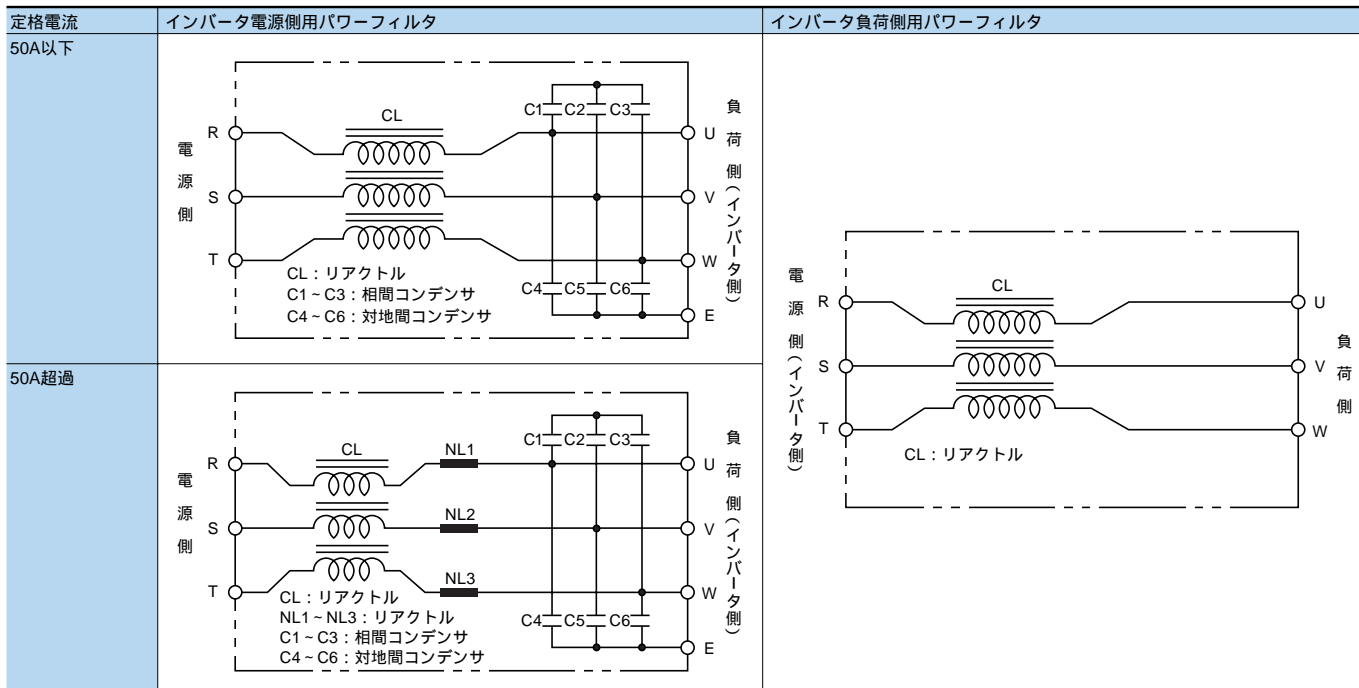 定格電流 インバータ電源側用パワーフィルタ インバータ負荷側用パワーフィルタ
50A以下
電源側
R
S
T
CL
C1 C2 C3
C4 C5 C6
U
V
W
E
負荷側(インバータ側)
CL:リアクトル
C1~C3:相間コンデンサ
C4~C6:対地間コンデンサ
50A超過
電源側
R
S
T
CL
NL1
NL2
NL3
C1 C2 C3
C4 C5 C6
U
V
W
E
負荷側(インバータ側)
CL:リアクトル
NL1~NL3:リアクトル
C1~C3:相間コンデンサ
C4~C6:対地間コンデンサ
電源側(インバータ側)
R
S
T
CL
U
V
W
負荷側
CL:リアクトル